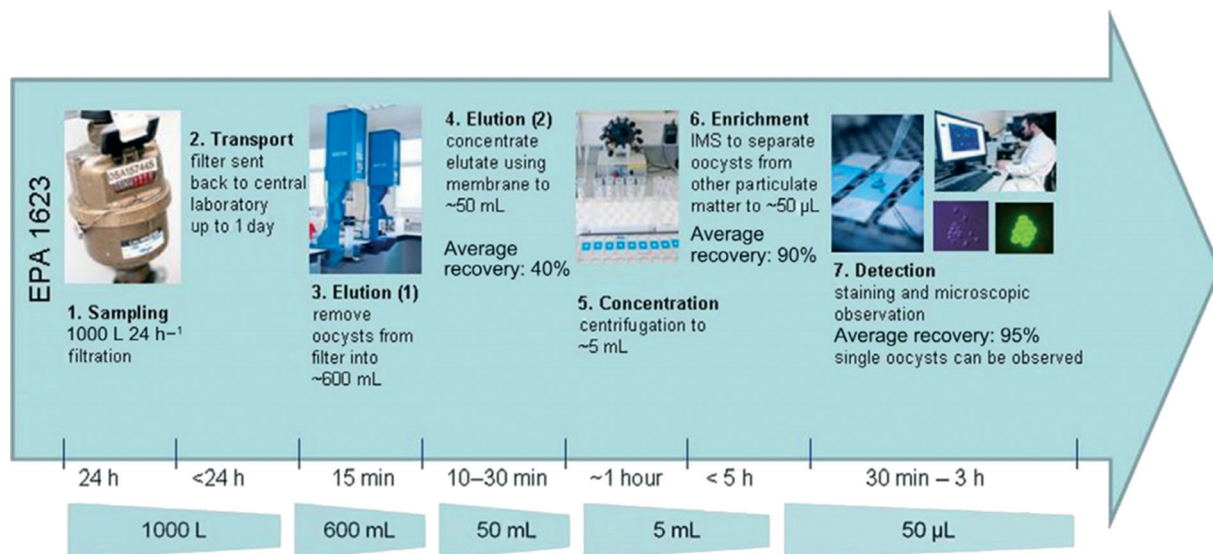 EPA 1623
1. Sampling
1000 L 24 h⁻¹
filtration
2. Transport
filter sent
back to central
laboratory
up to 1 day
3. Elution (1)
remove
oocysts from
filter into
~600 mL
4. Elution (2)
concentrate
elutate using
membrane to
~50 mL
Average
recovery: 40%
5. Concentration
centrifugation to
~5 mL
6. Enrichment
IMS to separate
oocysts from
other particulate
matter to ~50 µL
Average
recovery: 90%
7. Detection
staining and microscopic
observation
Average recovery: 95%
single oocysts can be observed
24 h
<24 h
15 min
10–30 min
~1 hour
< 5 h
30 min – 3 h
1000 L
600 mL
50 mL
5 mL
50 µL